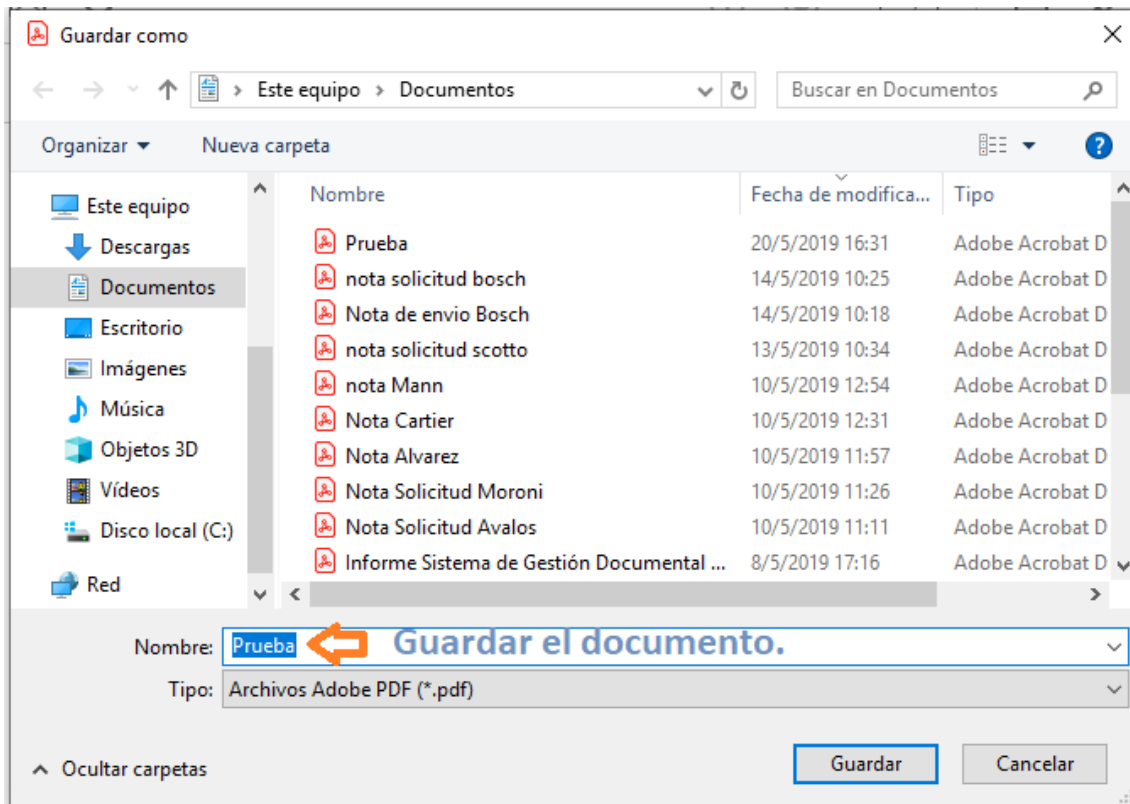 Guardar como
Este equipo > Documentos
Buscar en Documentos
Organizar
Nueva carpeta
Nombre
Fecha de modifica...
Tipo
Este equipo
Descargas
Documentos
Escritorio
Imágenes
Música
Objetos 3D
Vídeos
Disco local (C:)
Red
Prueba 20/5/2019 16:31 Adobe Acrobat D
nota solicitud bosch 14/5/2019 10:25 Adobe Acrobat D
Nota de envio Bosch 14/5/2019 10:18 Adobe Acrobat D
nota solicitud scotto 13/5/2019 10:34 Adobe Acrobat D
nota Mann 10/5/2019 12:54 Adobe Acrobat D
Nota Cartier 10/5/2019 12:31 Adobe Acrobat D
Nota Alvarez 10/5/2019 11:57 Adobe Acrobat D
Nota Solicitud Moroni 10/5/2019 11:26 Adobe Acrobat D
Nota Solicitud Avalos 10/5/2019 11:11 Adobe Acrobat D
Informe Sistema de Gestión Documental ... 8/5/2019 17:16 Adobe Acrobat D
Nombre: Prueba Guardar el documento.
Tipo: Archivos Adobe PDF (*.pdf)
Ocultar carpetas
Guardar
Cancelar